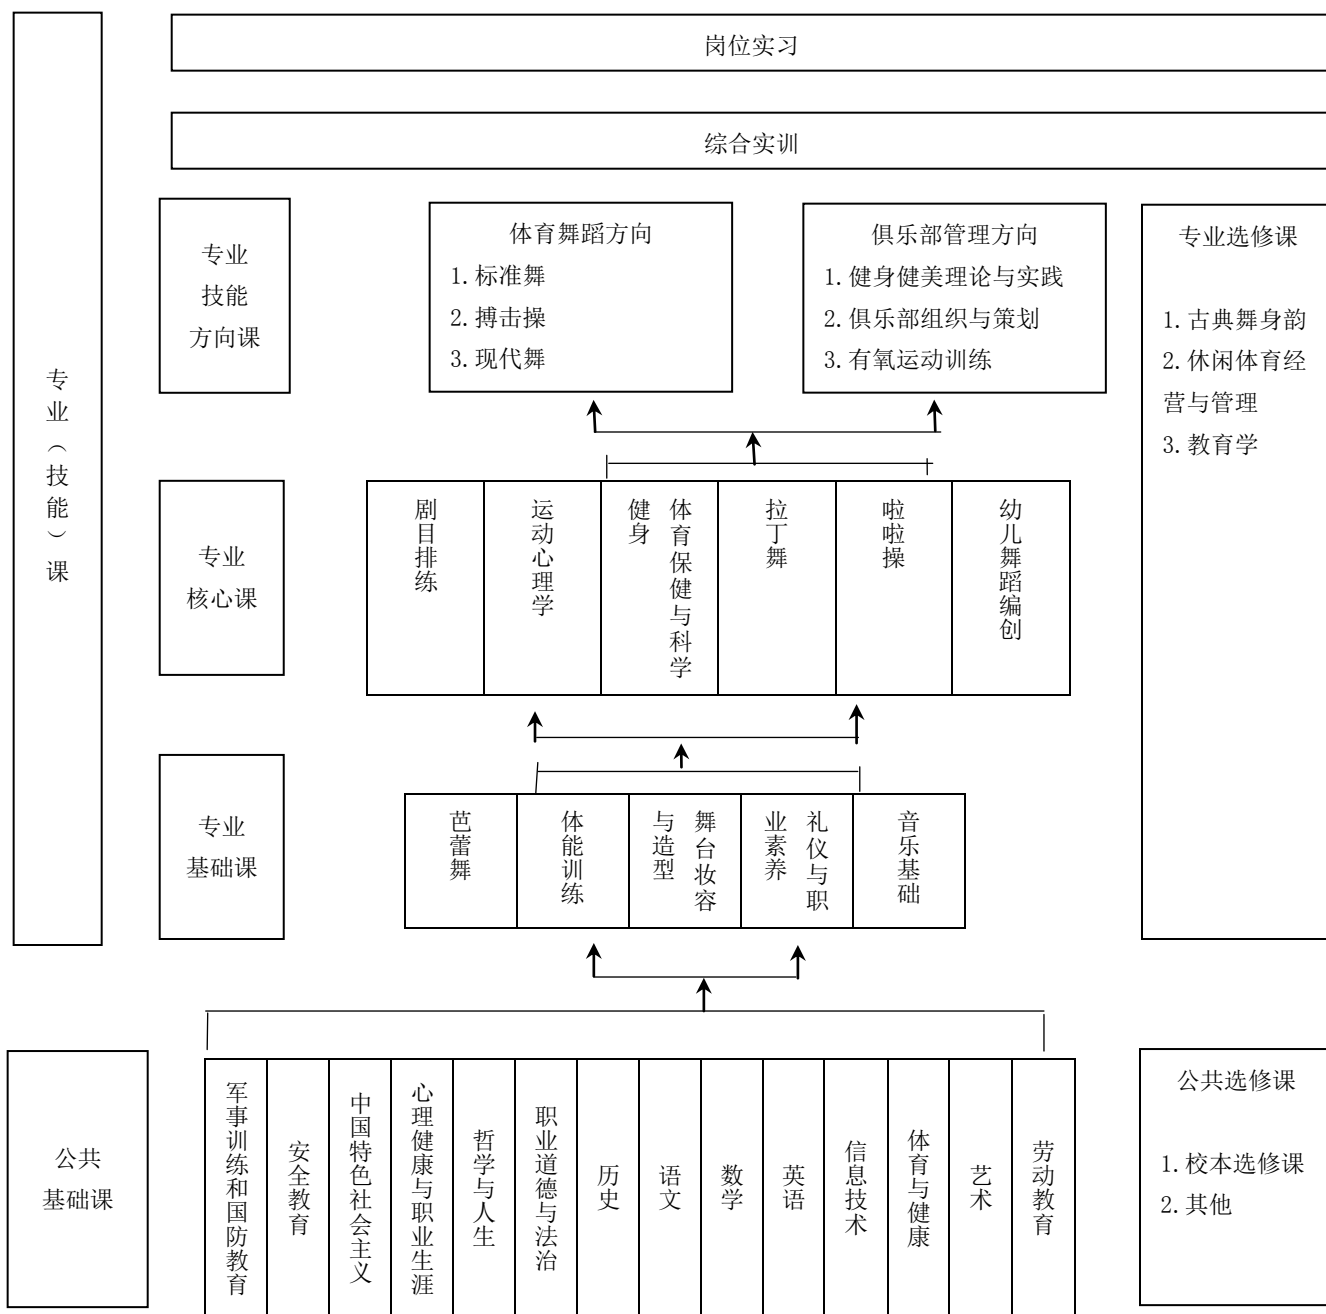 岗位实习
综合实训
专业（技能）课
专业
技能
方向课
体育舞蹈方向
1.标准舞
2.搏击操
3.现代舞
俱乐部管理方向
1.健身健美理论与实践
2.俱乐部组织与策划
3.有氧运动训练
专业选修课
1.古典舞身韵
2.休闲体育经
营与管理
3.教育学
专业
核心课
剧目排练
运动心理学
体育保健与科学
健身
拉丁舞
啦啦操
幼儿舞蹈编创
专业
基础课
芭蕾舞
体能训练
舞台妆容
与造型
礼仪与职
业素养
音乐基础
公共
基础课
军事训练和国防教育
安全教育
中国特色社会主义
心理健康与职业生涯
哲学与人生
职业道德与法治
历史
语文
数学
英语
信息技术
体育与健康
艺术
劳动教育
公共选修课
1.校本选修课
2.其他